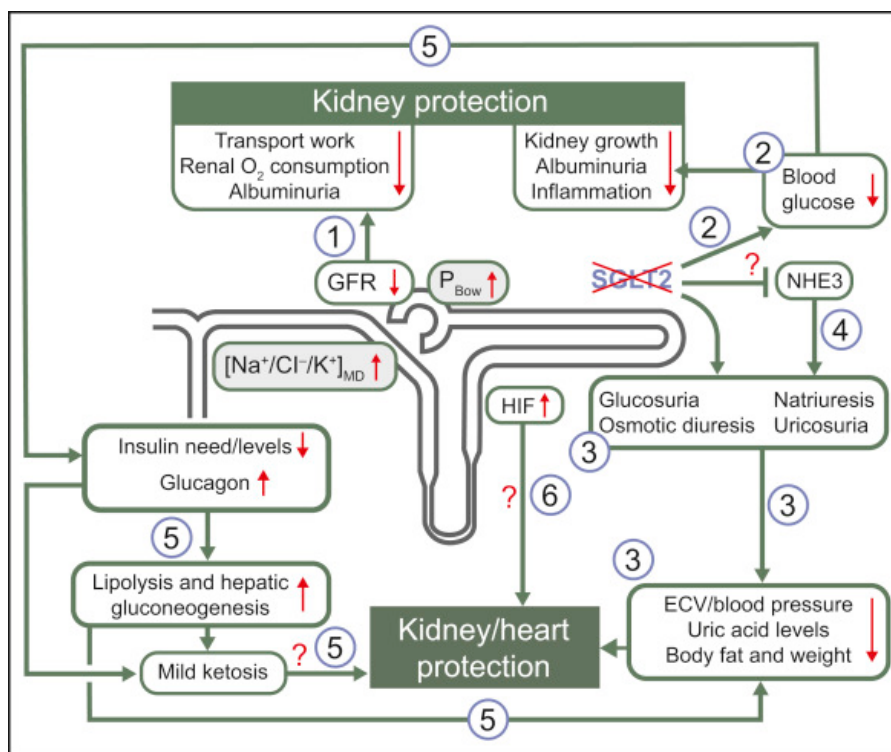 5
Kidney protection
Transport work
Renal O₂ consumption
Albuminuria
Kidney growth
Albuminuria
Inflammation
2
Blood
glucose
1
2
GFR
P_Bow
SGLT2
?
NHE3
[Na⁺/Cl⁻/K⁺]_MD
4
HIF
Glucosuria
Osmotic diuresis
Natriuresis
Uricosuria
3
Insulin need/levels
Glucagon
?
6
3
5
3
Lipolysis and hepatic
gluconeogenesis
Kidney/heart
protection
ECV/blood pressure
Uric acid levels
Body fat and weight
Mild ketosis
?
5
5